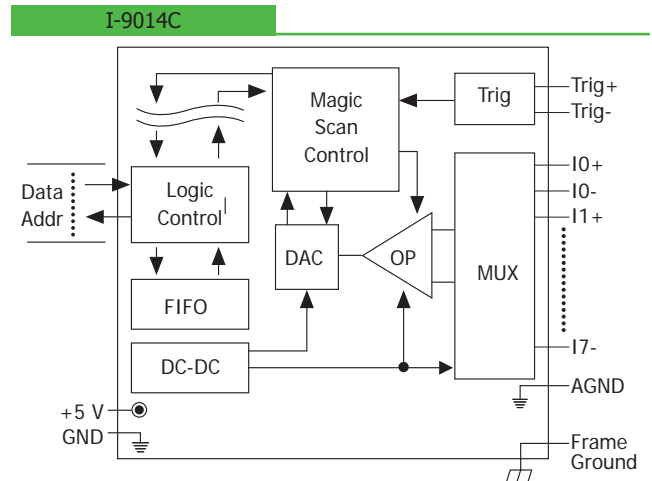 I-9014C
Magic
Scan
Control
Trig
Trig+
Trig-
Data
Addr
Logic
Control
DAC
OP
MUX
I0+
I0-
I1+
I7-
FIFO
DC-DC
AGND
+5 V
GND
Frame
Ground